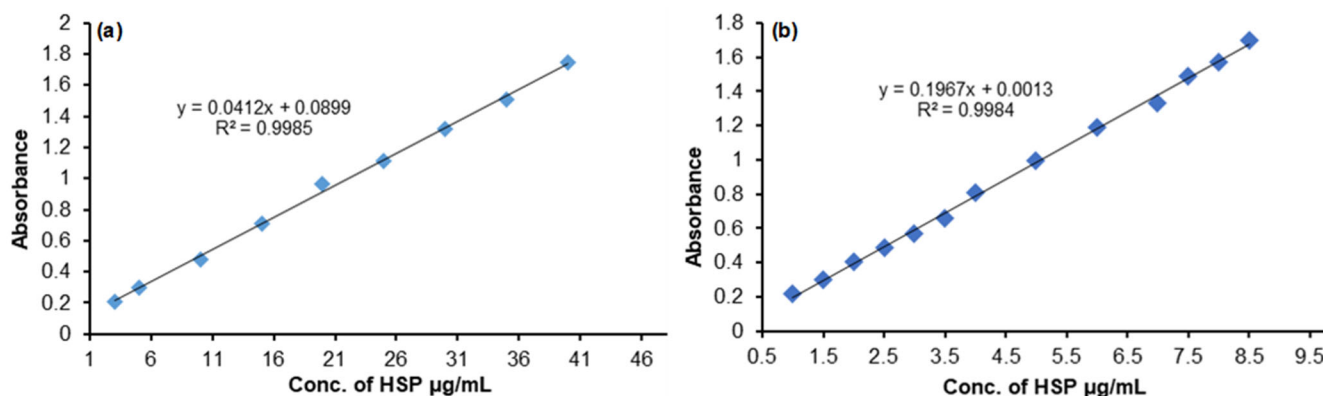 (a)
y = 0.0412x + 0.0899
R² = 0.9985
Absorbance
2
1.8
1.6
1.4
1.2
1
0.8
0.6
0.4
0.2
0
1 6 11 16 21 26 31 36 41 46
Conc. of HSP µg/mL
(b)
y = 0.1967x + 0.0013
R² = 0.9984
Absorbance
1.8
1.6
1.4
1.2
1
0.8
0.6
0.4
0.2
0
0.5 1.5 2.5 3.5 4.5 5.5 6.5 7.5 8.5 9.5
Conc. of HSP µg/mL